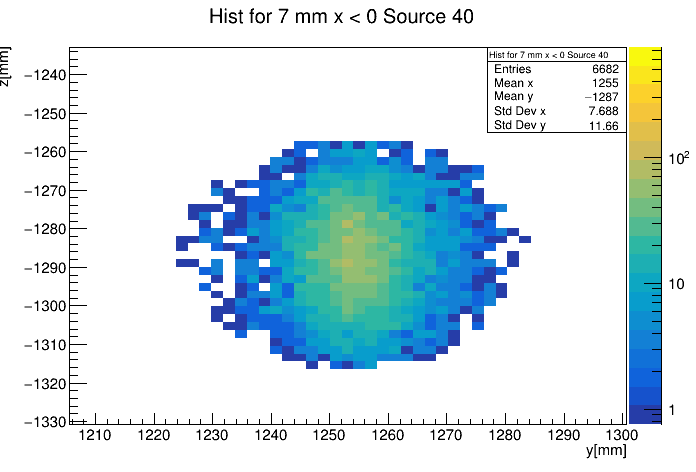 Hist for 7 mm x < 0 Source 40
z[mm]
Hist for 7 mm x < 0 Source 40
Entries 6682
Mean x 1255
Mean y −1287
Std Dev x 7.688
Std Dev y 11.66
−1240
−1250
−1260
−1270
−1280
−1290
−1300
−1310
−1320
−1330
10²
10
1
1210 1220 1230 1240 1250 1260 1270 1280 1290 1300
y[mm]